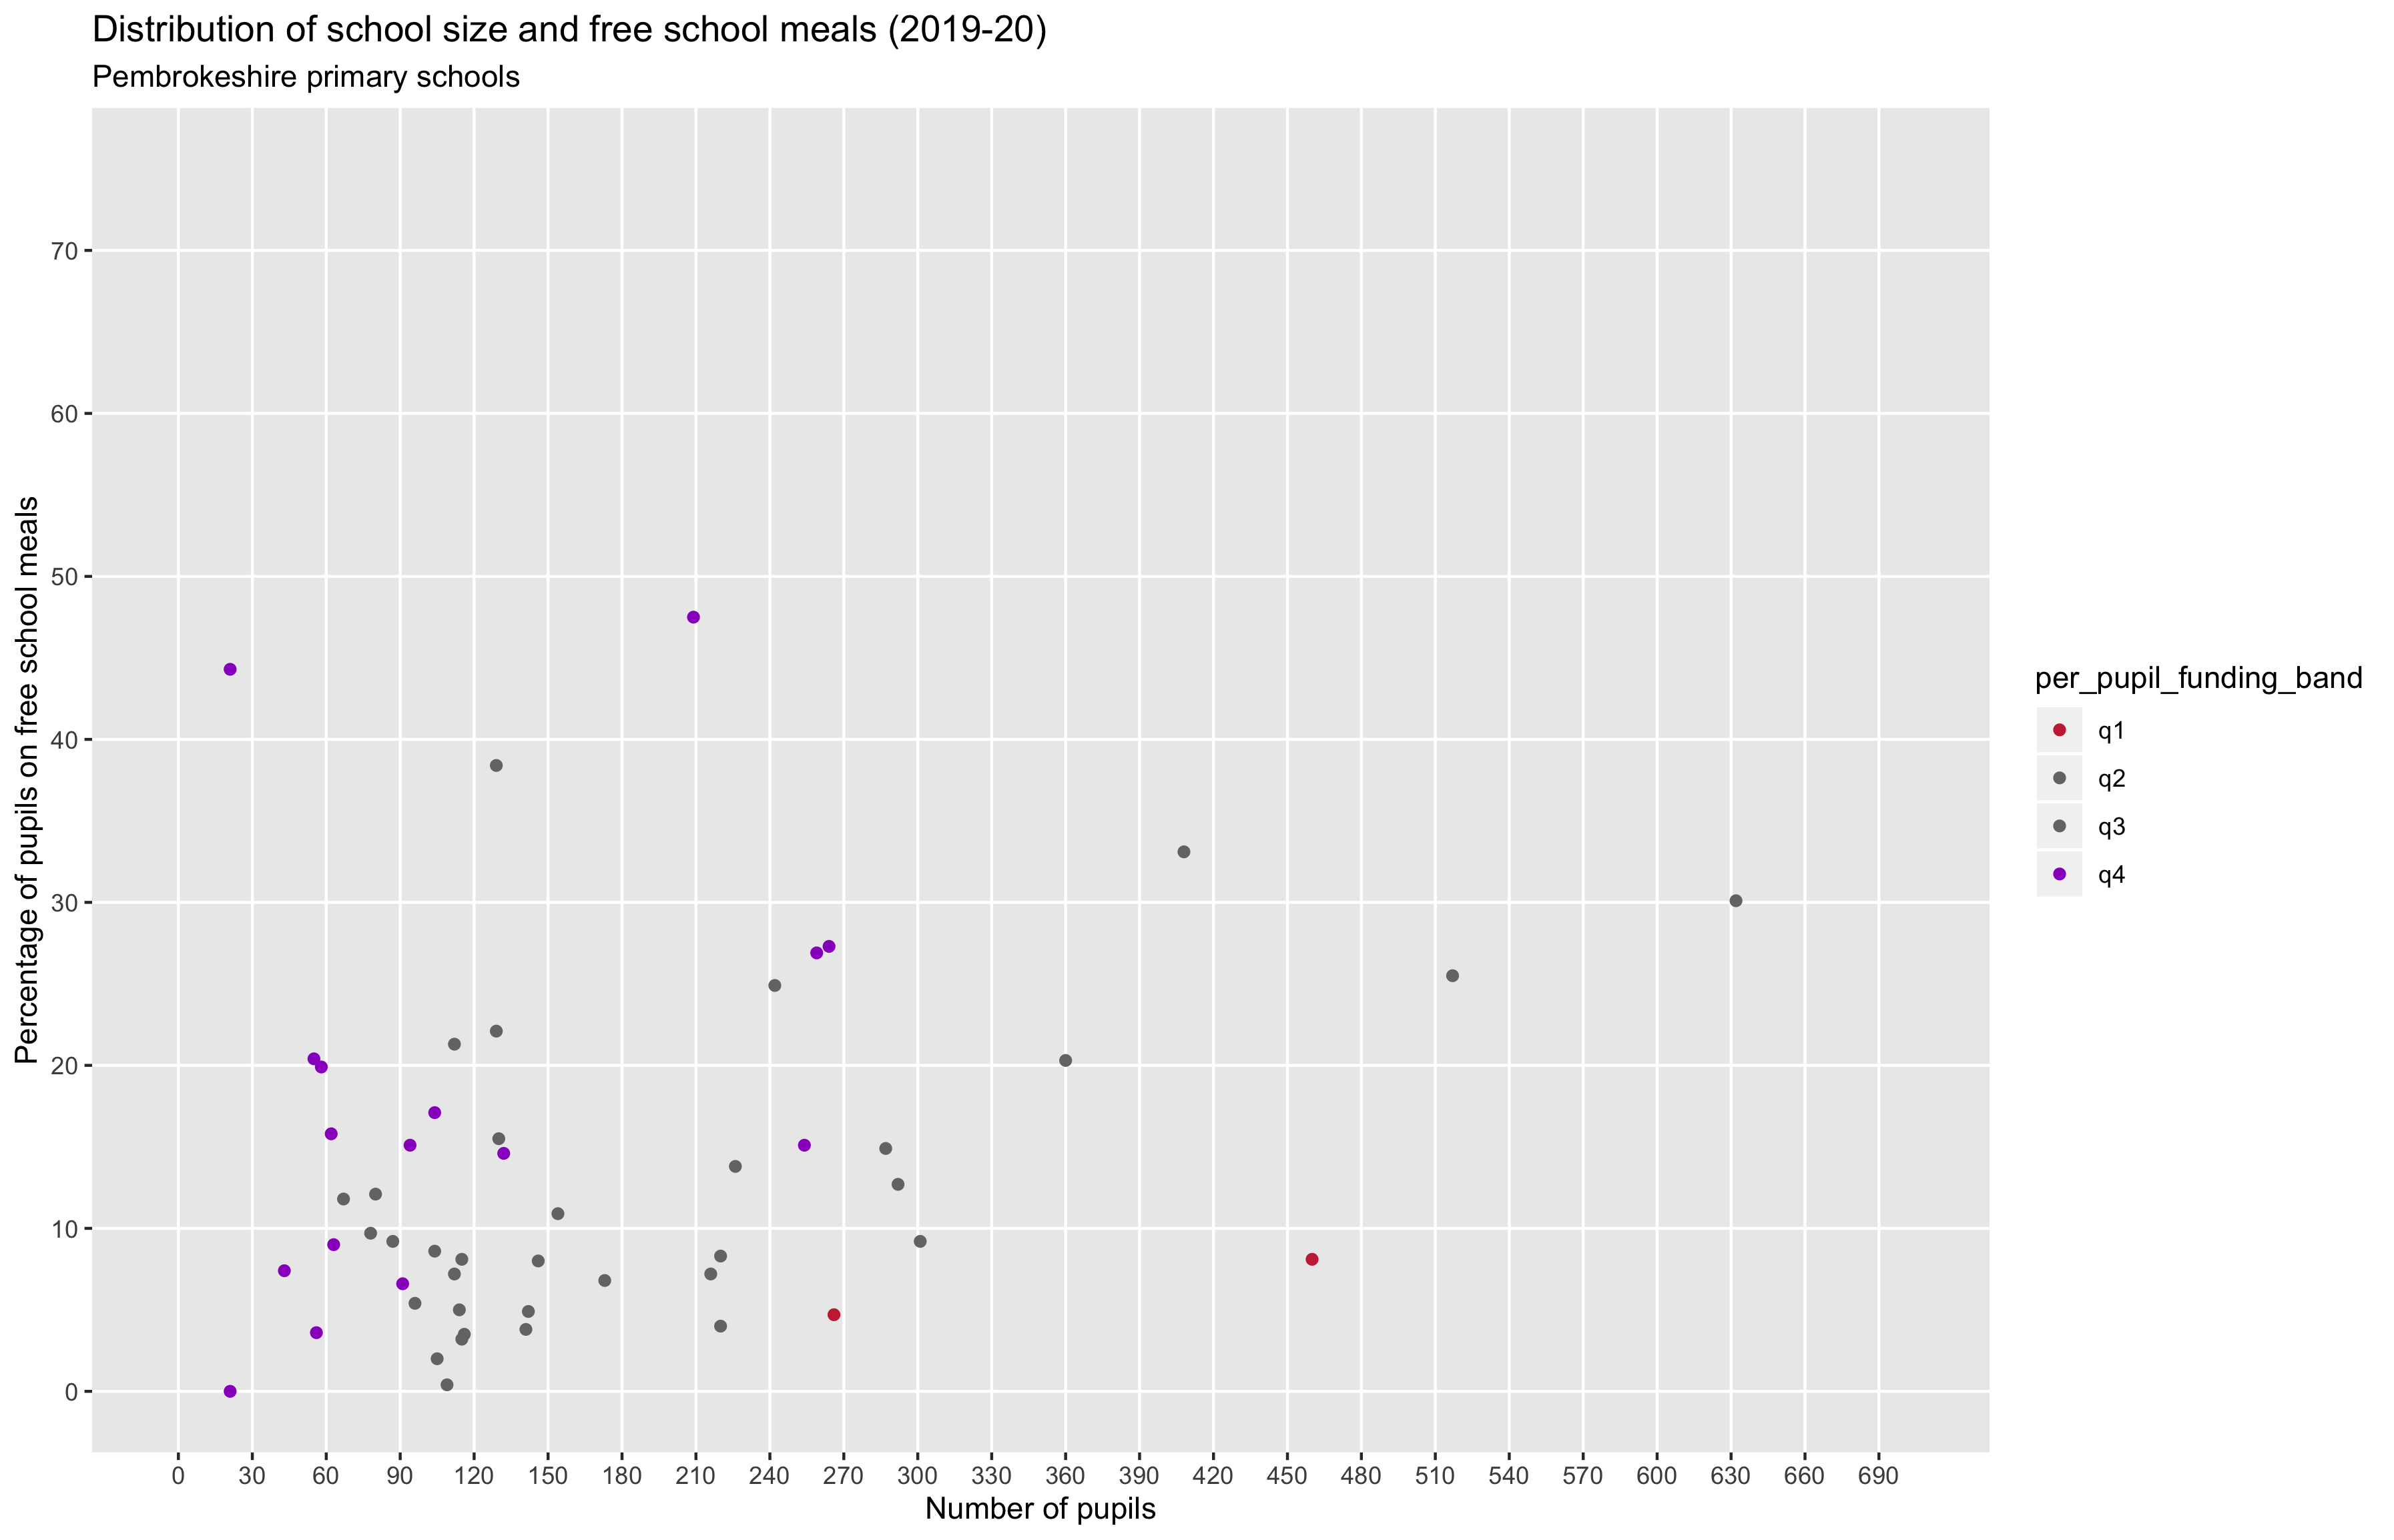 Distribution of school size and free school meals (2019-20)
Pembrokeshire primary schools
Percentage of pupils on free school meals
70
60
50
40
30
20
10
0
0 30 60 90 120 150 180 210 240 270 300 330 360 390 420 450 480 510 540 570 600 630 660 690
Number of pupils
per_pupil_funding_band
q1
q2
q3
q4